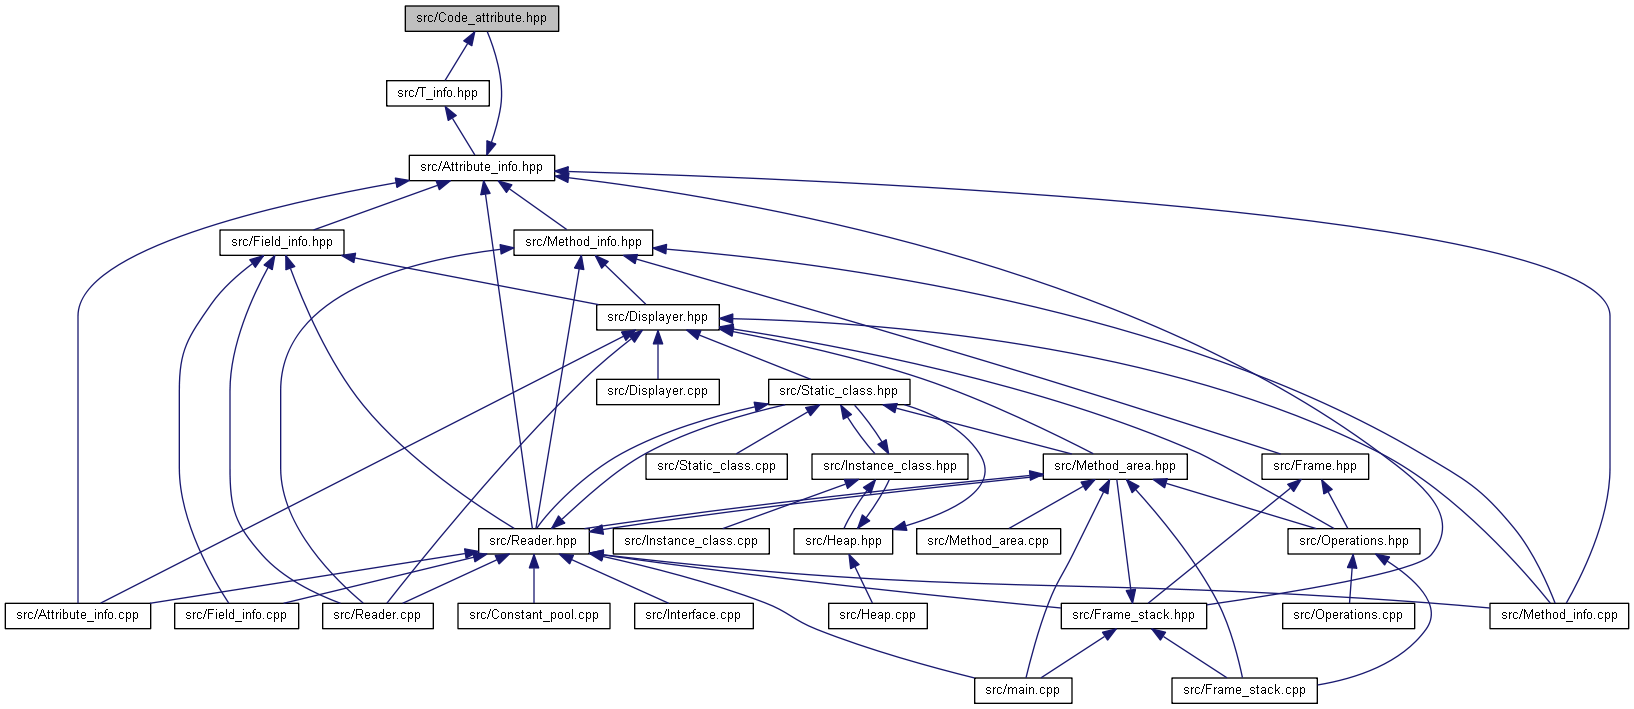 src/Code_attribute.hpp
src/T_info.hpp
src/Attribute_info.hpp
src/Field_info.hpp
src/Method_info.hpp
src/Displayer.hpp
src/Displayer.cpp
src/Static_class.hpp
src/Static_class.cpp
src/Instance_class.hpp
src/Method_area.hpp
src/Frame.hpp
src/Reader.hpp
src/Instance_class.cpp
src/Heap.hpp
src/Method_area.cpp
src/Operations.hpp
src/Attribute_info.cpp
src/Field_info.cpp
src/Reader.cpp
src/Constant_pool.cpp
src/Interface.cpp
src/Heap.cpp
src/Frame_stack.hpp
src/Operations.cpp
src/Method_info.cpp
src/main.cpp
src/Frame_stack.cpp